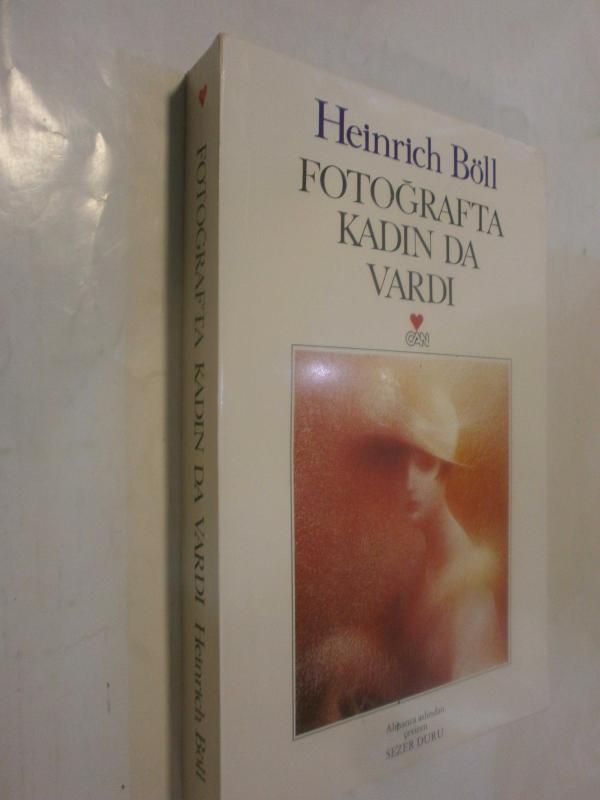 Heinrich Böll
FOTOĞRAFTA
KADIN DA
VARDI
CAN
Almanca aslından
çeviren
SEZER DURU
FOTOĞRAFTA KADIN DA VARDI Heinrich Böll